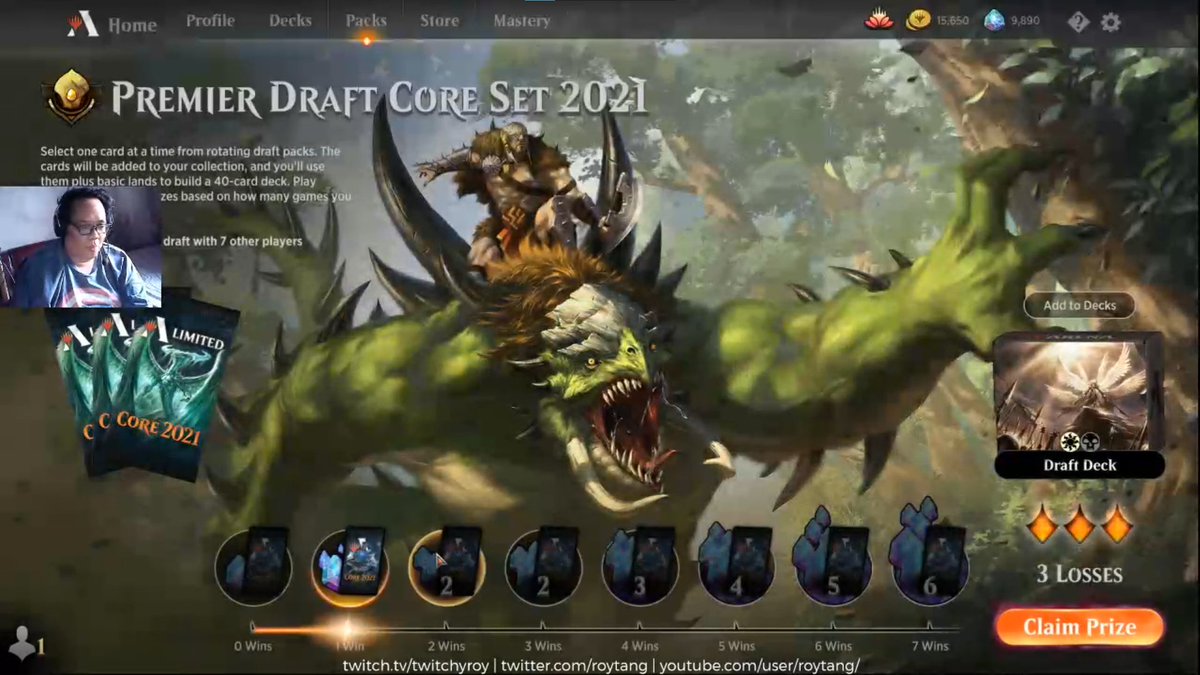 Home Profile Decks Packs Store Mastery 15,650 9,890
PREMIER DRAFT CORE SET 2021
Select one card at a time from rotating draft packs. The
cards will be added to your collection, and you'll use
them plus basic lands to build a 40-card deck. Play
zes based on how many games you
draft with 7 other players
LIMITED
CORE 2021
Add to Decks
ARENA
Draft Deck
3 LOSSES
CORE 2021 2 2 3 4 5 6
Claim Prize
0 Wins 1 Win 2 Wins 3 Wins 4 Wins 5 Wins 6 Wins 7 Wins
1
twitch.tv/twitchyroy | twitter.com/roytang | youtube.com/user/roytang/